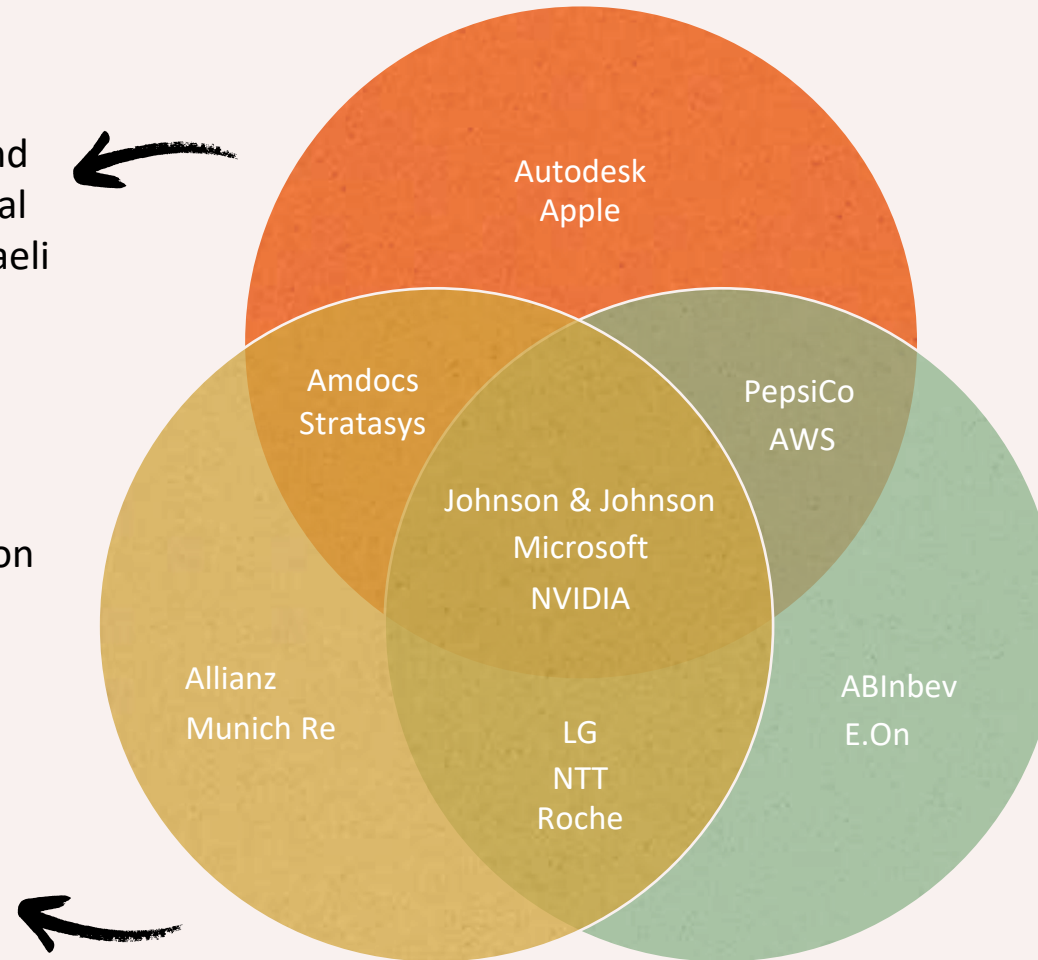 nd
al
aeli
on
Autodesk
Apple
Amdocs
Stratasys
PepsiCo
AWS
Johnson & Johnson
Microsoft
NVIDIA
Allianz
Munich Re
LG
NTT
Roche
ABInbev
E.On